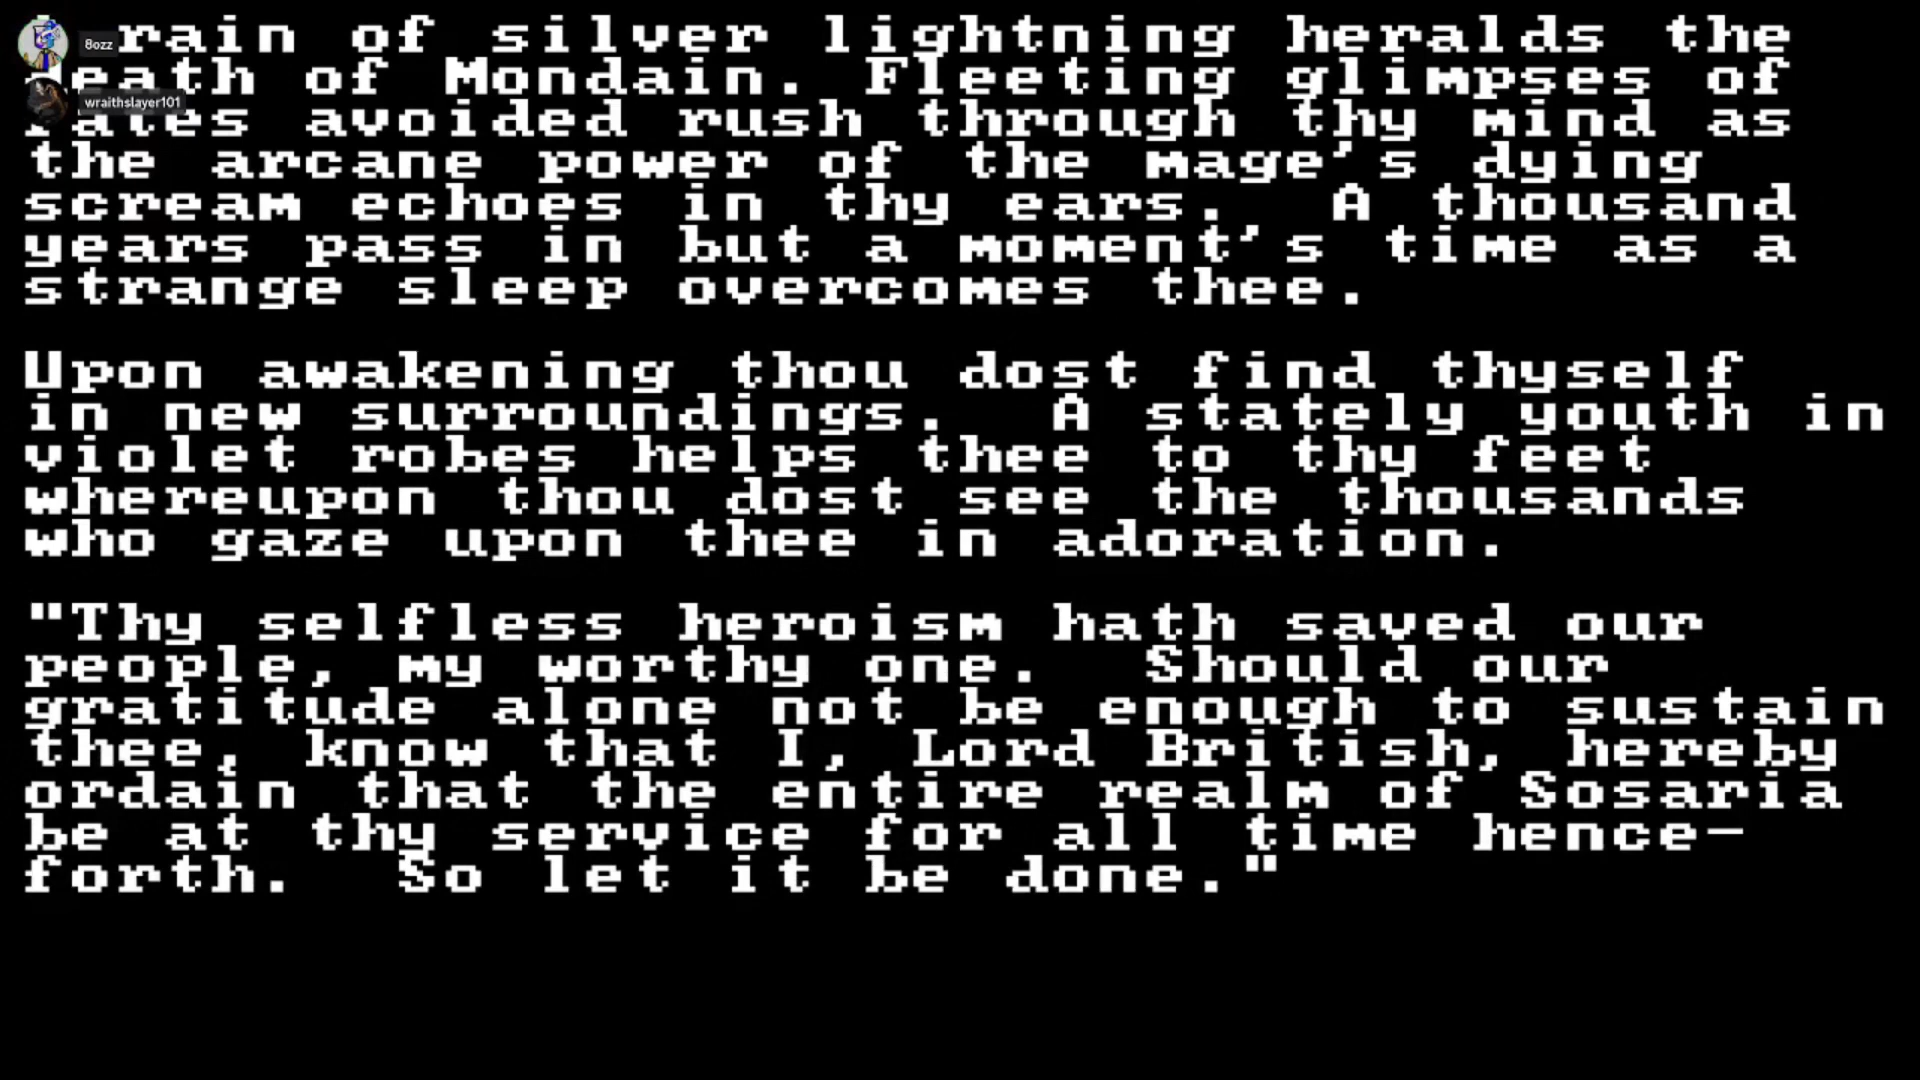 rain of silver lightning heralds the
8ozz
of Mondain. Fleeting glimpses of
wraithslayer101
avoided rush through thy mind as
the arcane power of the mage's dying
scream echoes in thy ears. A thousand
years pass in but a moment's time as a
strange sleep overcomes thee.
Upon awakening thou dost find thyself
in new surroundings. A stately youth in
violet robes helps thee to thy feet
whereupon thou dost see the thousands
who gaze upon thee in adoration.
"Thy selfless heroism hath saved our
people, my worthy one. Should our
gratitude alone not be enough to sustain
thee, know that I, Lord British, hereby
ordain that the entire realm of Sosaria
be at thy service for all time hence-
forth. So let it be done."